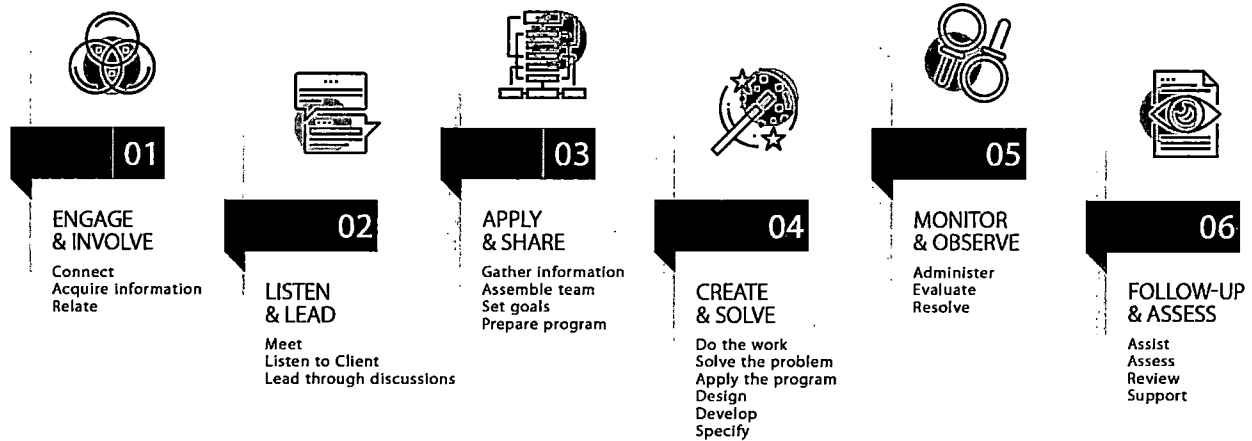 01
ENGAGE
& INVOLVE
Connect
Acquire information
Relate
02
LISTEN
& LEAD
Meet
Listen to Client
Lead through discussions
03
APPLY
& SHARE
Gather information
Assemble team
Set goals
Prepare program
04
CREATE
& SOLVE
Do the work
Solve the problem
Apply the program
Design
Develop
Specify
05
MONITOR
& OBSERVE
Administer
Evaluate
Resolve
06
FOLLOW-UP
& ASSESS
Assist
Assess
Review
Support